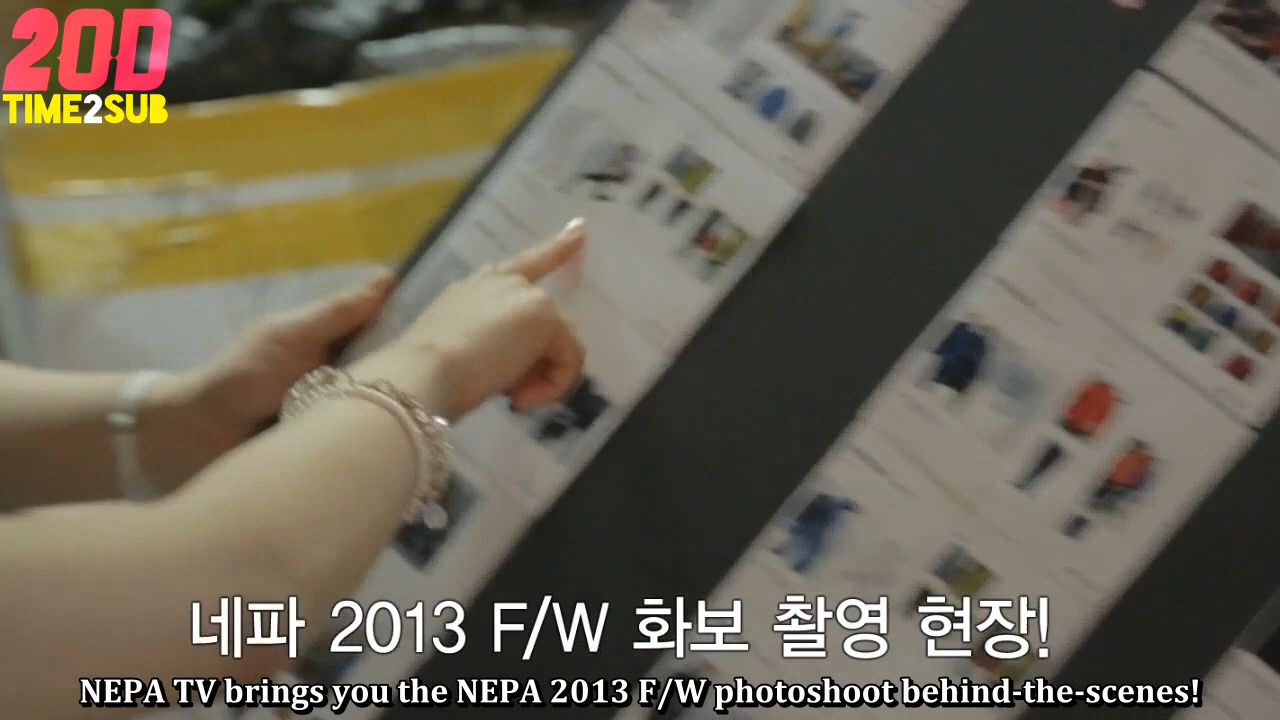 20D
TIME2SUB
네파 2013 F/W 화보 촬영 현장!
NEPA TV brings you the NEPA 2013 F/W photoshoot behind-the-scenes!